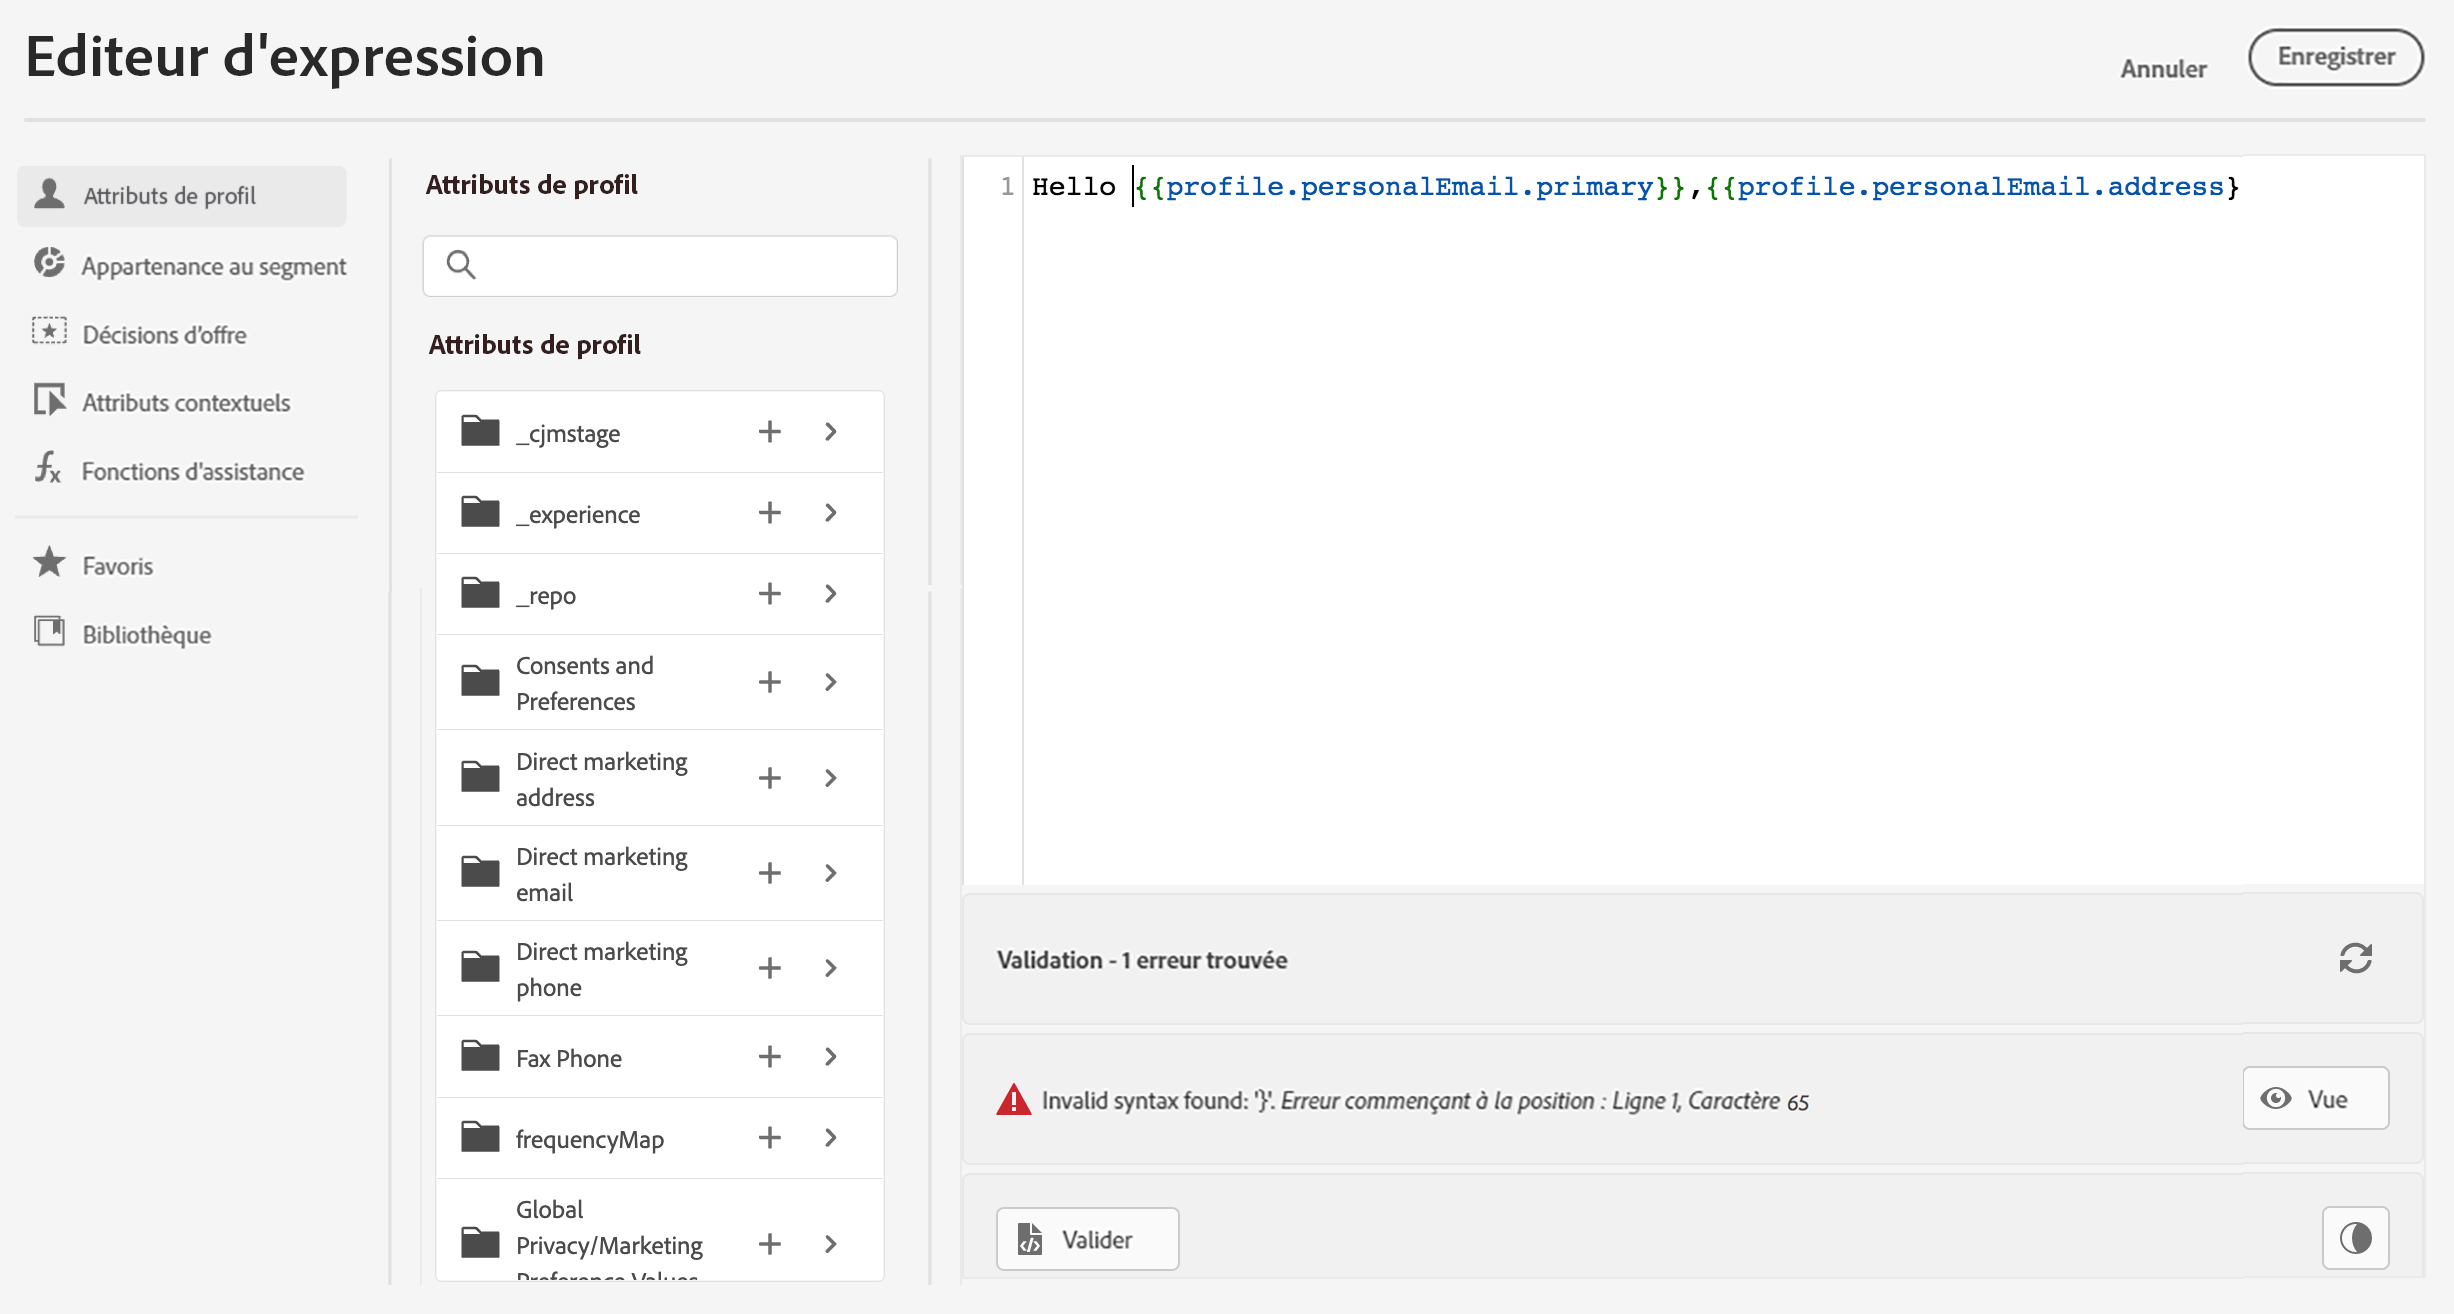 Editeur d'expression
Annuler
Enregistrer
Attributs de profil
Appartenance au segment
Décisions d'offre
Attributs contextuels
Fonctions d'assistance
Favoris
Bibliothèque
Attributs de profil
Attributs de profil
_cjmstage
_experience
_repo
Consents and
Preferences
Direct marketing
address
Direct marketing
email
Direct marketing
phone
Fax Phone
frequencyMap
Global
Privacy/Marketing
Preference Values
1 Hello {{profile.personalEmail.primary}},{{profile.personalEmail.address}
Validation - 1 erreur trouvée
Invalid syntax found: '}'. Erreur commençant à la position : Ligne 1, Caractère 65
Vue
Valider